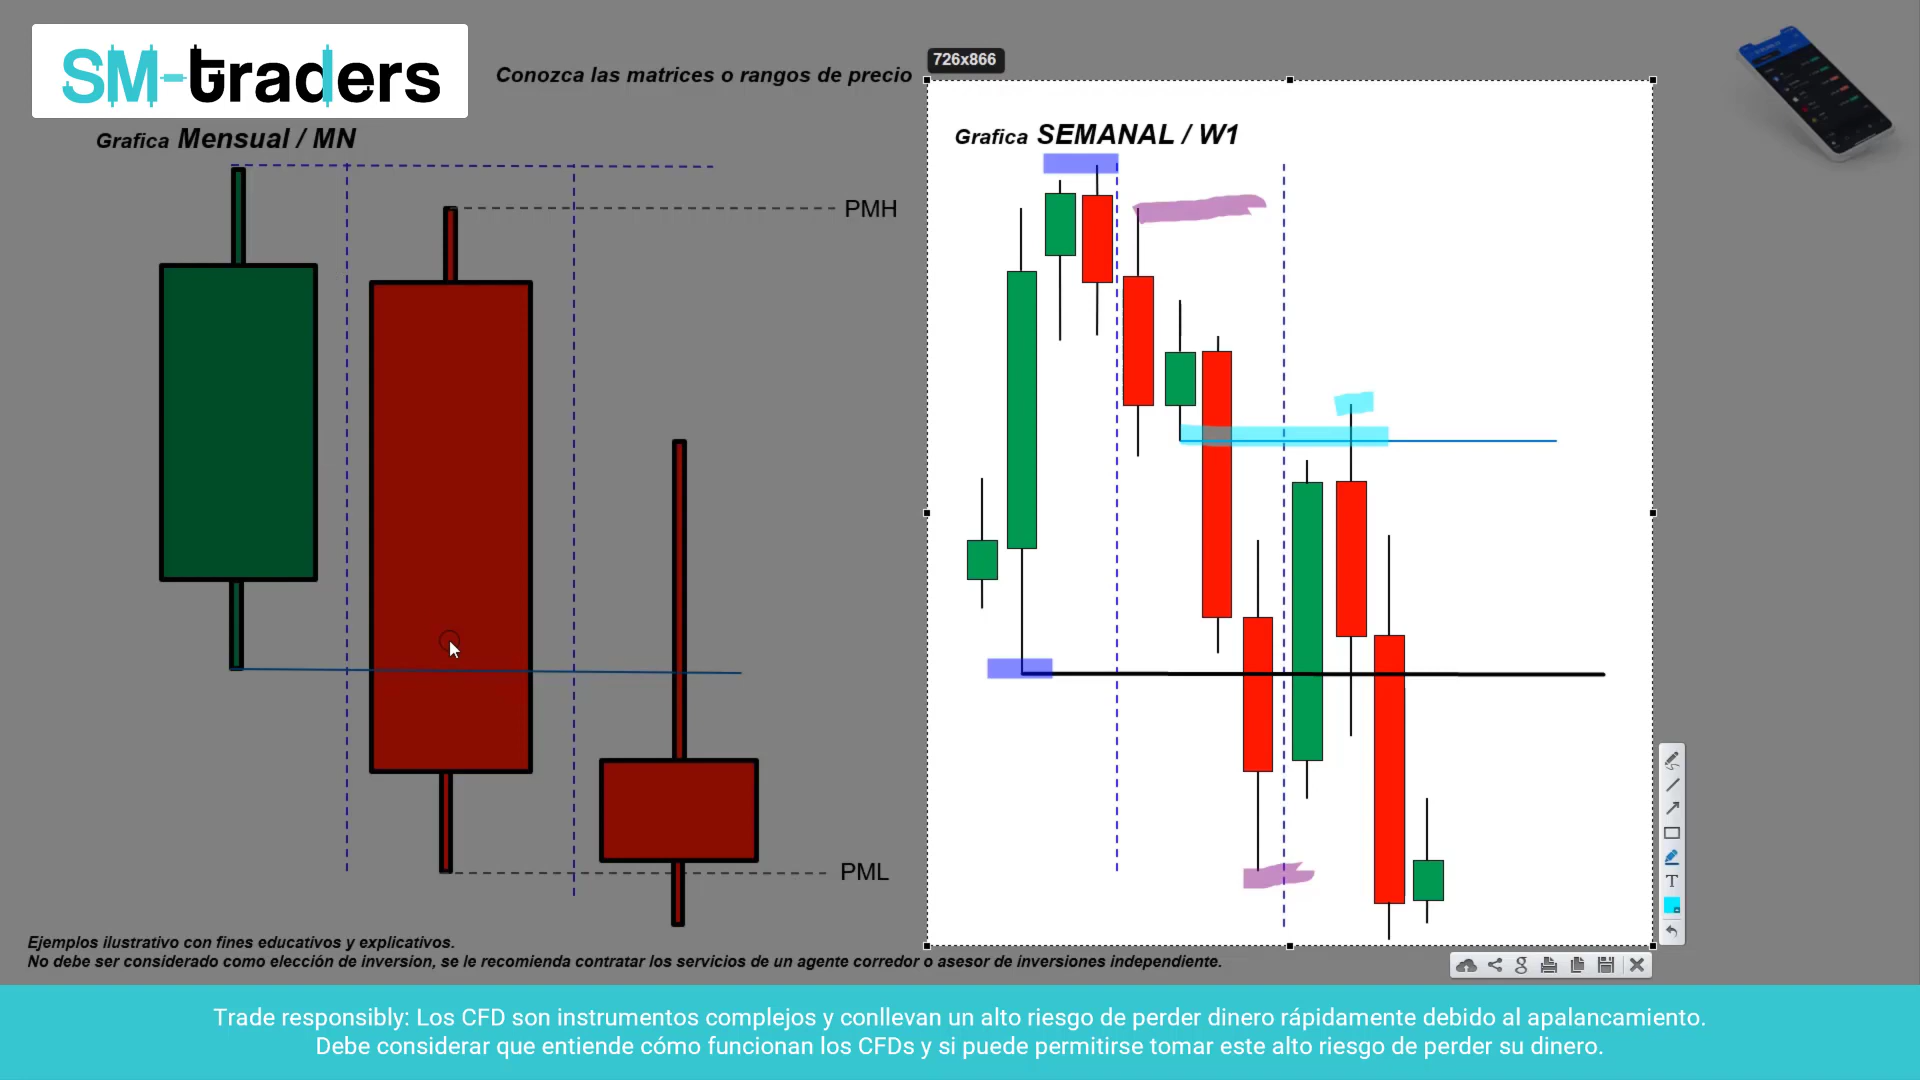 SM-traders
Conozca las matrices o rangos de precio
726x866
Grafica Mensual / MN
Grafica SEMANAL / W1
PMH
PML
T
g
Ejemplos ilustrativo con fines educativos y explicativos.
No debe ser considerado como elección de inversion, se le recomienda contratar los servicios de un agente corredor o asesor de inversiones independiente.
Trade responsibly: Los CFD son instrumentos complejos y conllevan un alto riesgo de perder dinero rápidamente debido al apalancamiento.
Debe considerar que entiende cómo funcionan los CFDs y si puede permitirse tomar este alto riesgo de perder su dinero.